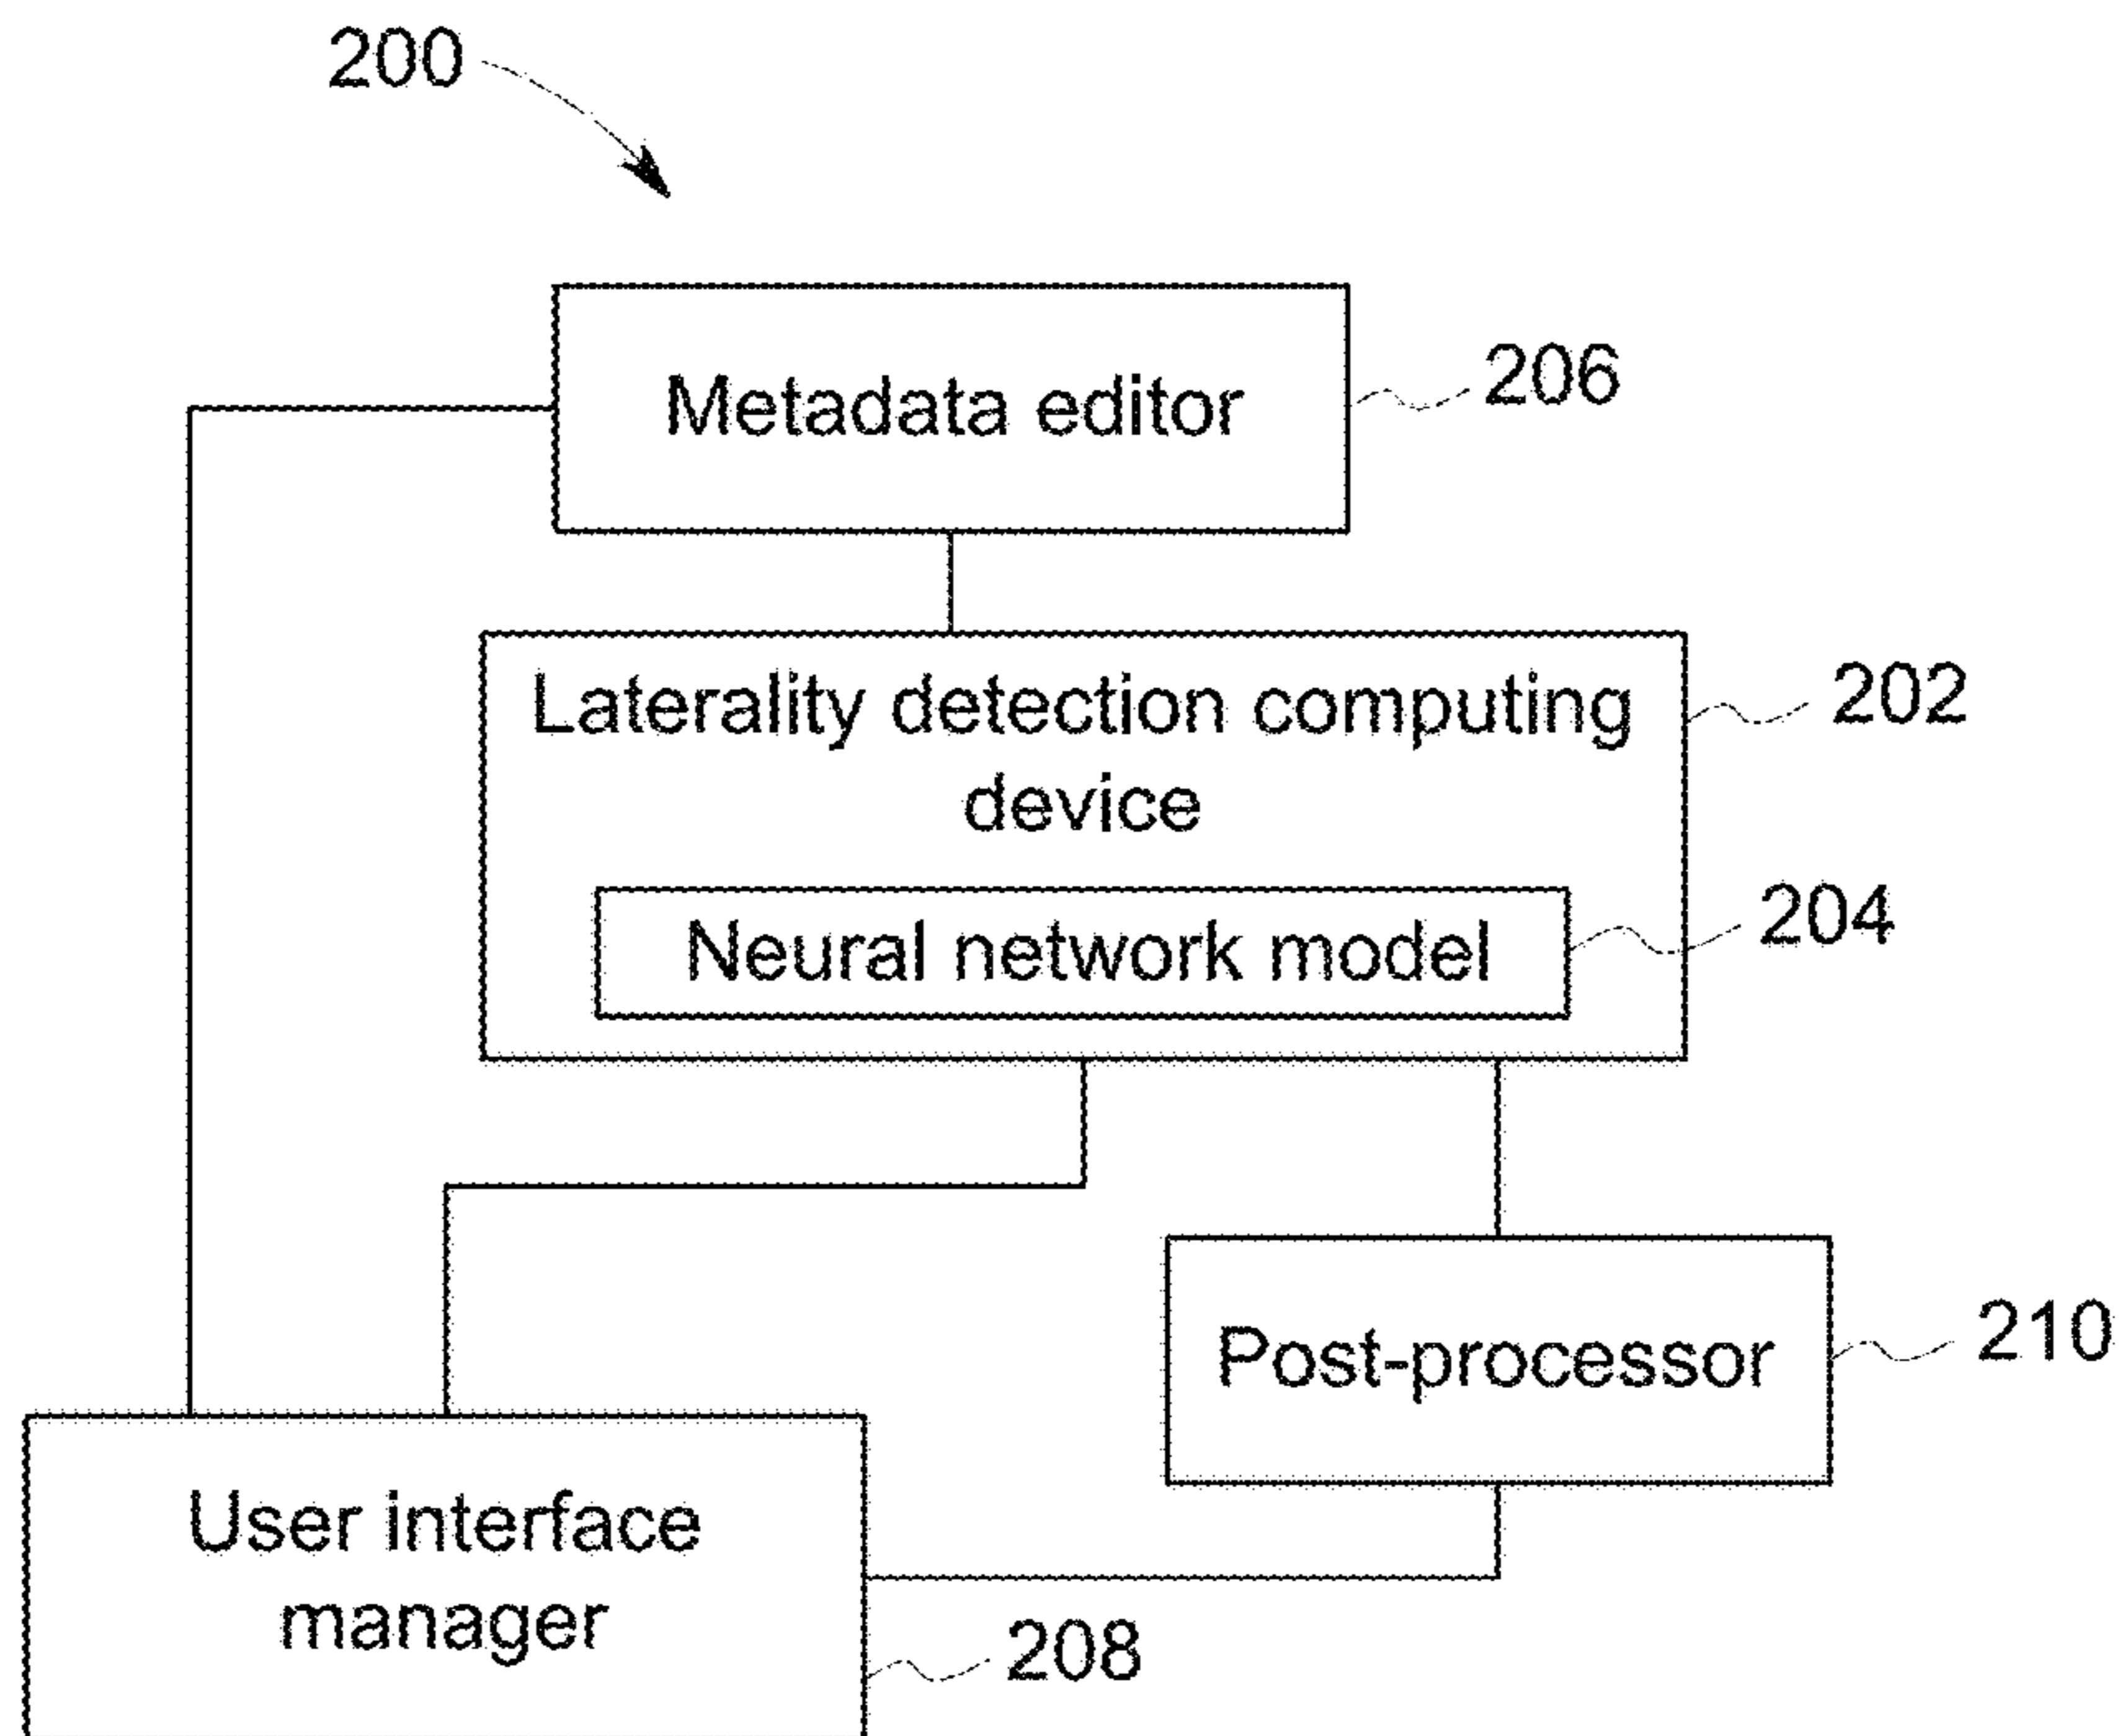 200
Metadata editor
206
Laterality detection computing
device
202
Neural network model
204
Post-processor
210
User interface
manager
208